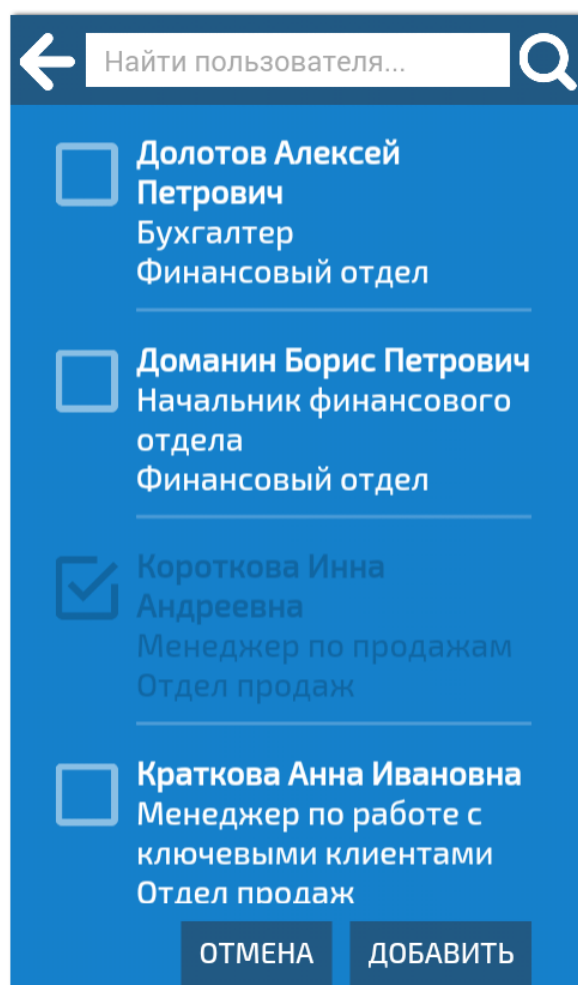 Найти пользователя...
Долотов Алексей
Петрович
Бухгалтер
Финансовый отдел
Доманин Борис Петрович
Начальник финансового
отдела
Финансовый отдел
Короткова Инна
Андреевна
Менеджер по продажам
Отдел продаж
Краткова Анна Ивановна
Менеджер по работе с
ключевыми клиентами
Отдел продаж
ОТМЕНА ДОБАВИТЬ